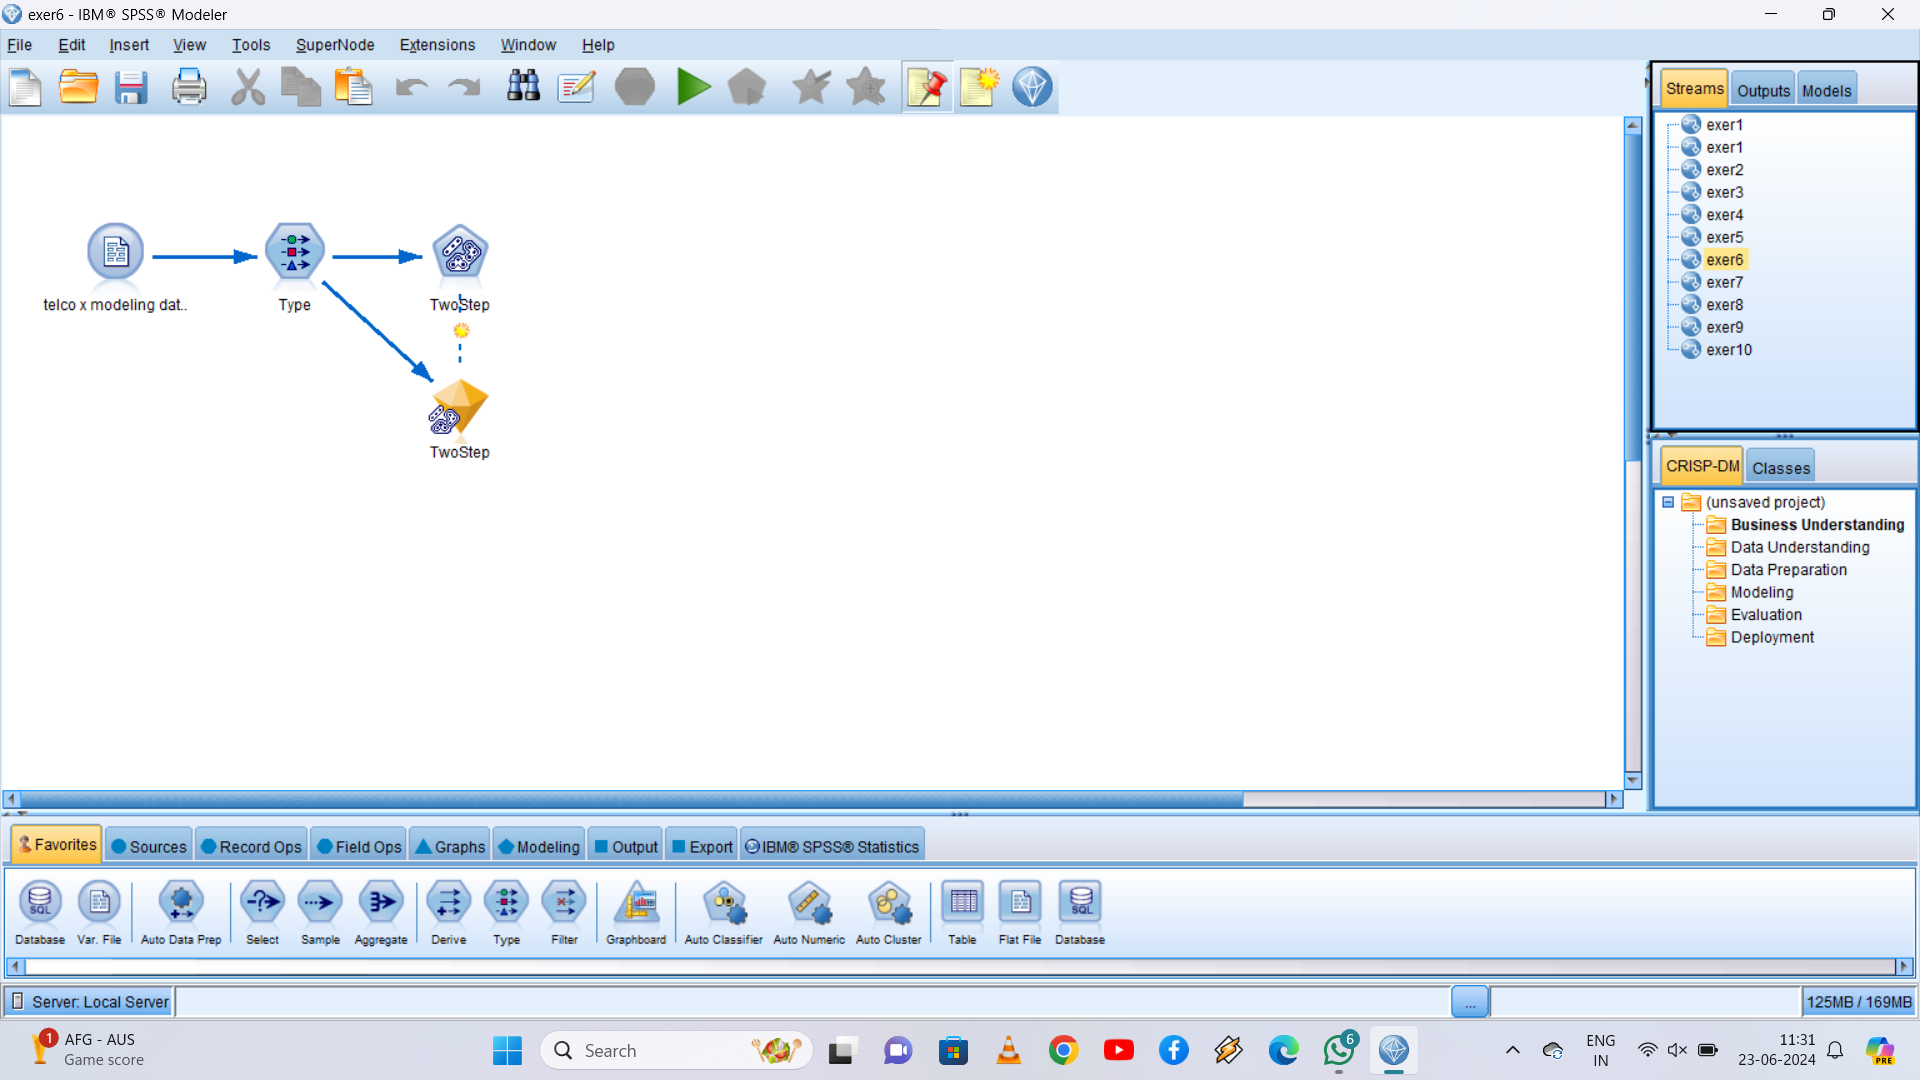 exer6 - IBM® SPSS® Modeler
File Edit Insert View Tools SuperNode Extensions Window Help
Streams Outputs Models
exer1
exer1
exer2
exer3
exer4
exer5
exer6
exer7
exer8
exer9
exer10
telco x modeling dat..
Type
TwoStep
TwoStep
CRISP-DM Classes
(unsaved project)
Business Understanding
Data Understanding
Data Preparation
Modeling
Evaluation
Deployment
Favorites Sources Record Ops Field Ops Graphs Modeling Output Export IBM® SPSS® Statistics
SQL SQL
Database Var. File Auto Data Prep Select Sample Aggregate Derive Type Filter Graphboard Auto Classifier Auto Numeric Auto Cluster Table Flat File Database
Server: Local Server ... 125MB / 169MB
1 AFG - AUS
Game score
Search
6
PRE
ENG
IN
11:31
23-06-2024